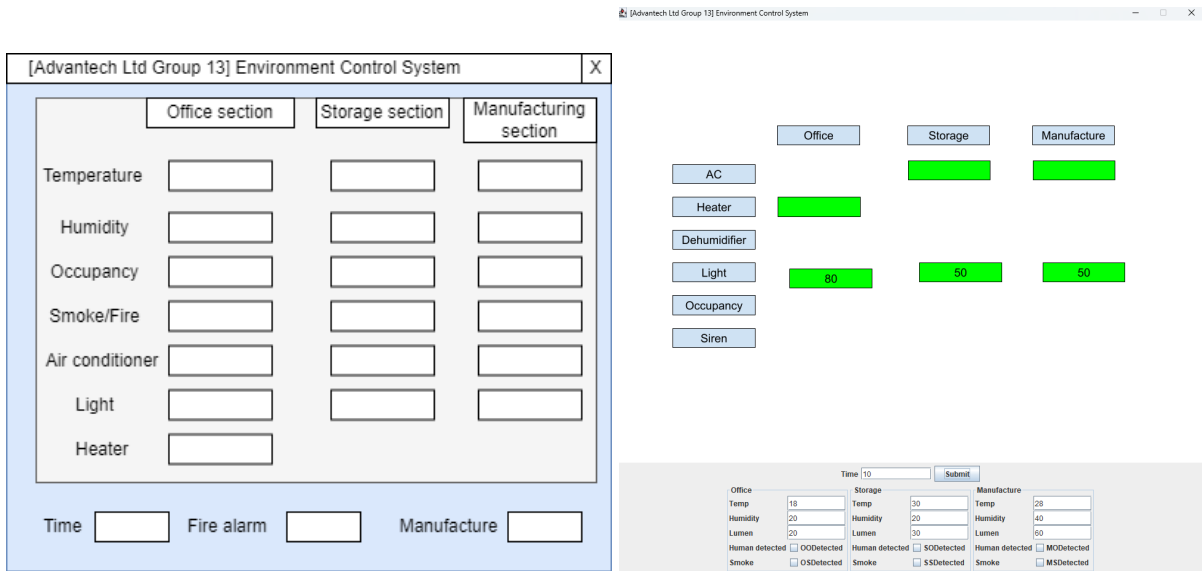 [Advantech Ltd Group 13] Environment Control System X
Office section Storage section Manufacturing section
Temperature
Humidity
Occupancy
Smoke/Fire
Air conditioner
Light
Heater
Time Fire alarm Manufacture
[Advantech Ltd Group 13] Environment Control System
Office Storage Manufacture
AC
Heater
Dehumidifier
Light 80 50 50
Occupancy
Siren
Time 10 Submit
Office Storage Manufacture
Temp 18 Temp 30 Temp 28
Humidity 20 Humidity 20 Humidity 40
Lumen 20 Lumen 30 Lumen 60
Human detected OODetected Human detected SODetected Human detected MODetected
Smoke OSDetected Smoke SSDetected Smoke MSDetected